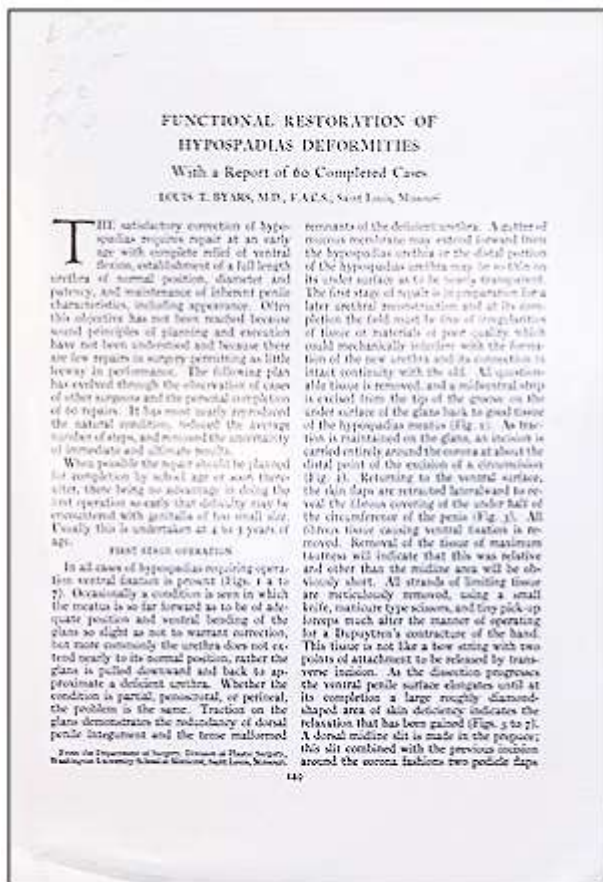 FUNCTIONAL RESTORATION OF
HYPOSPADIAS DEFORMITIES
With a Report of 60 Completed Cases
LOUIS T. BYARS, M.D., F.A.C.S., Saint Louis, Missouri
THE satisfactory correction of hypo-
spadias requires repair at an early
age with complete relief of ventral
flexion, establishment of a full length
urethra of normal position, diameter and
patency, and maintenance of inherent penile
characteristics, including appearance. Often
this objective has not been reached because
sound principles of planning and execution
have not been understood and because there
are few repairs in surgery permitting as little
leeway in performance. The following plan
has evolved through the observation of cases
of other surgeons and the personal completion
of 60 repairs. It has most nearly reproduced
the natural condition, reduced the average
number of steps, and removed the uncertainty
of immediate and ultimate results.
When possible the repair should be planned
for completion by school age or soon there-
after, there being no advantage in doing the
first operation so early that difficulty may be
encountered with genitalia of too small size.
Usually this is undertaken at 4 to 5 years of
age.
FIRST STAGE OPERATION
In all cases of hypospadias requiring opera-
tion ventral fixation is present (Figs. 1 a to
7). Occasionally a condition is seen in which
the meatus is so far forward as to be of ade-
quate position and ventral bending of the
glans so slight as not to warrant correction,
but more commonly the urethra does not ex-
tend nearly to its normal position, rather the
glans is pulled downward and back to ap-
proximate a deficient urethra. Whether the
condition is partial, penoscrotal, or perineal,
the problem is the same. Traction on the
glans demonstrates the redundancy of dorsal
penile integument and the tense malformed
From the Department of Surgery, Division of Plastic Surgery,
Washington University School of Medicine, Saint Louis, Missouri.
remnants of the deficient urethra. A gutter of
mucous membrane may extend forward from
the hypospadias urethra or the distal portion
of the hypospadias urethra may be so thin on
its under surface as to be nearly transparent.
The first stage of repair is in preparation for a
later urethral reconstruction and at its com-
pletion the field must be free of irregularities
of tissue or materials of poor quality which
could mechanically interfere with the forma-
tion of the new urethra and its connection in
intact continuity with the old. All question-
able tissue is removed, and a midventral strip
is excised from the tip of the groove on the
under surface of the glans back to good tissue
of the hypospadias meatus (Fig. 1). As trac-
tion is maintained on the glans, an incision is
carried entirely around the corona at about the
distal point of the excision of a circumcision
(Fig. 2). Returning to the ventral surface,
the skin flaps are retracted lateralward to re-
veal the fibrous covering of the under half of
the circumference of the penis (Fig. 3). All
fibrous tissue causing ventral fixation is re-
moved. Removal of the tissue of maximum
tautness will indicate that this was relative
and other than the midline area will be ob-
viously short. All strands of limiting tissue
are meticulously removed, using a small
knife, manicure type scissors, and tiny pick-up
forceps much after the manner of operating
for a Dupuytren's contracture of the hand.
This tissue is not like a bow string with two
points of attachment to be released by trans-
verse incision. As the dissection progresses
the ventral penile surface elongates until at
its completion a large roughly diamond-
shaped area of skin deficiency indicates the
relaxation that has been gained (Figs. 5 to 7).
A dorsal midline slit is made in the prepuce;
this slit combined with the previous incision
around the corona fashions two pedicle flaps
149